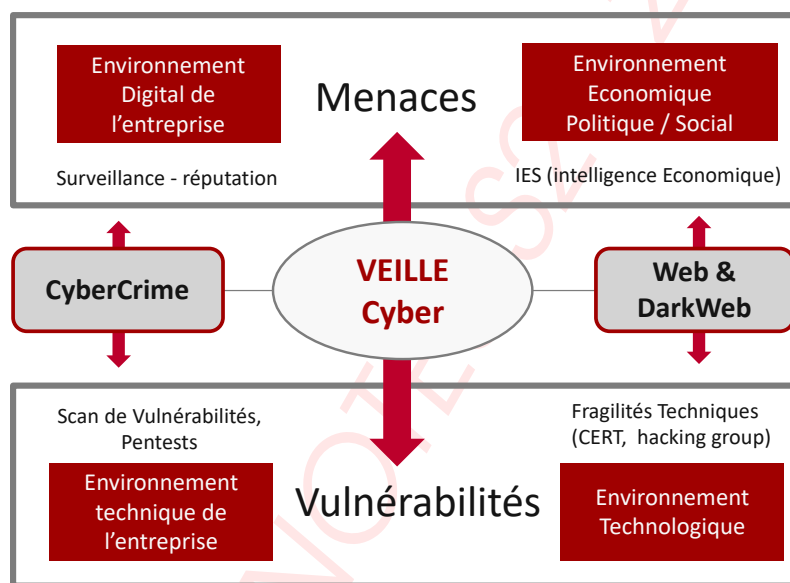 Environnement
Digital de
l'entreprise
Menaces
Environnement
Economique
Politique / Social
Surveillance - réputation
IES (intelligence Economique)
CyberCrime
VEILLE
Cyber
Web &
DarkWeb
Scan de Vulnérabilités,
Pentests
Fragilités Techniques
(CERT, hacking group)
Environnement
technique de
l'entreprise
Vulnérabilités
Environnement
Technologique